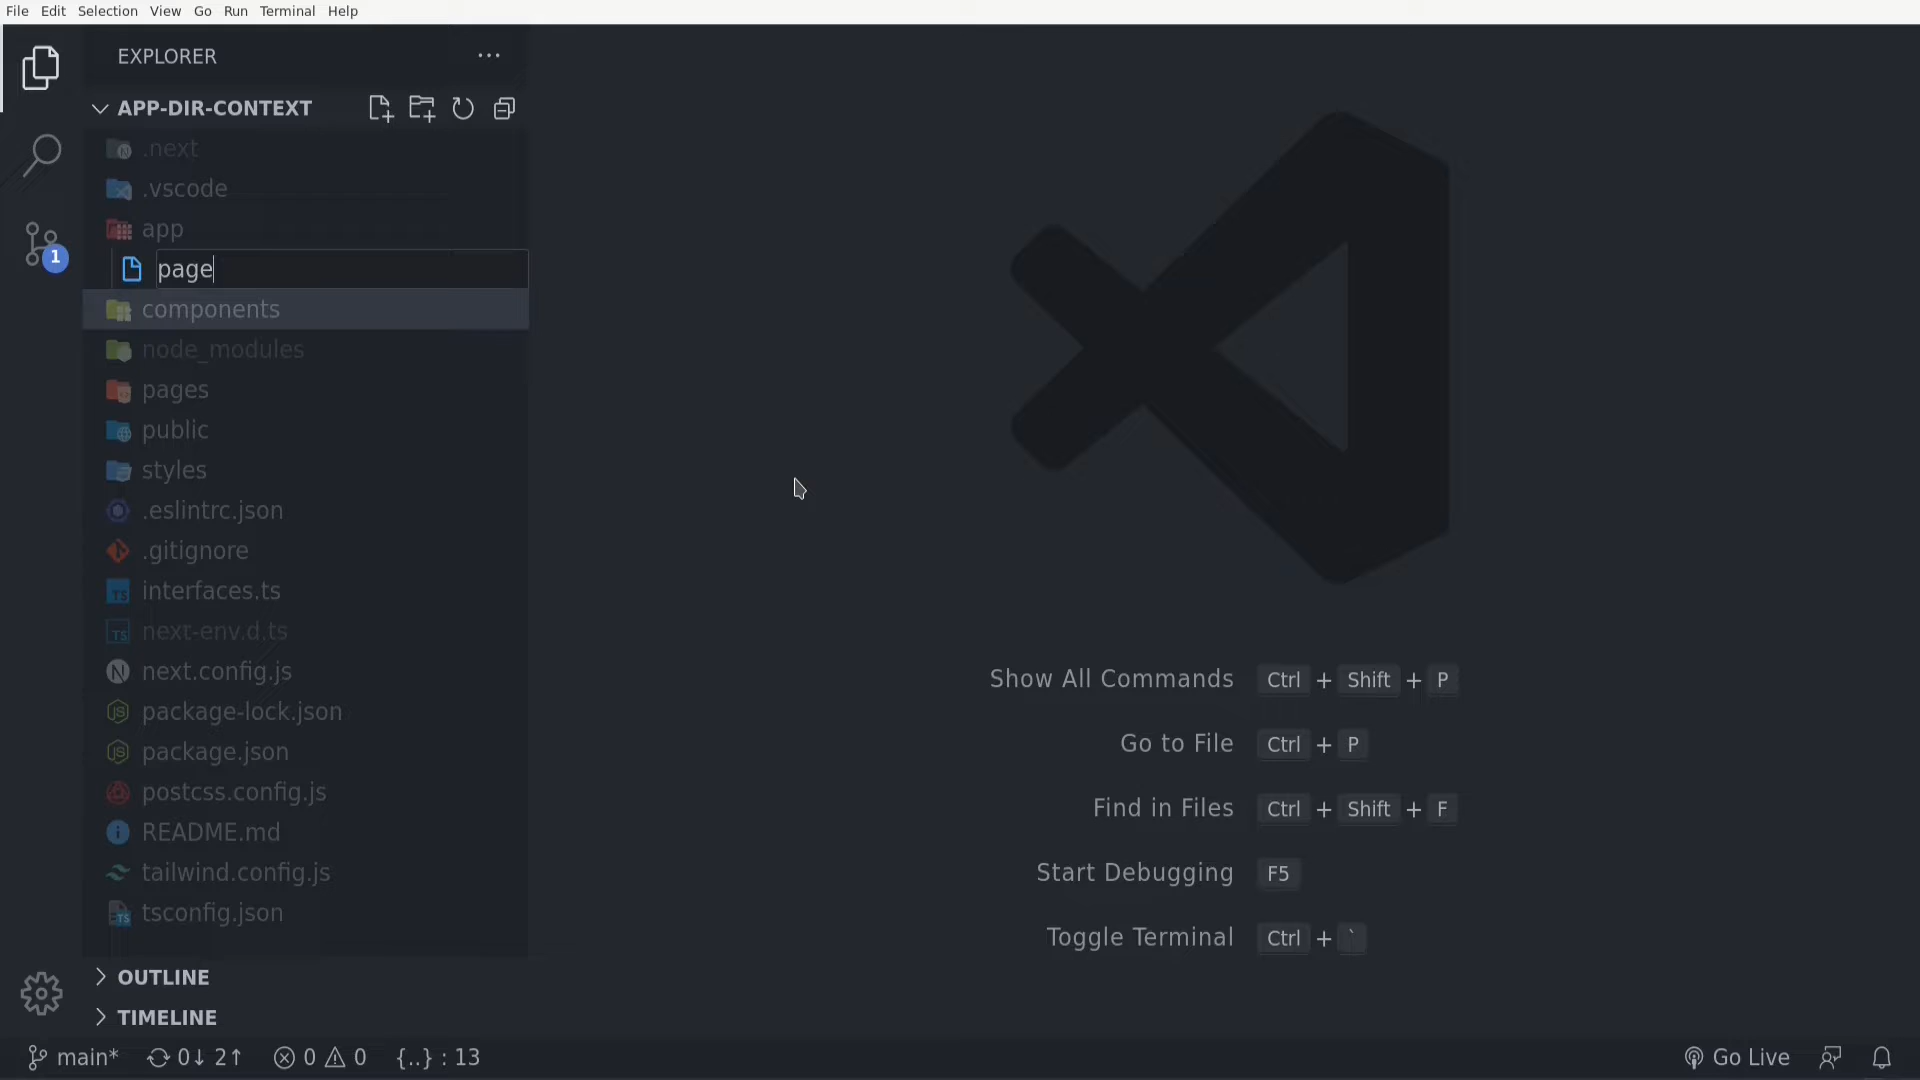 File Edit Selection View Go Run Terminal Help
EXPLORER
APP-DIR-CONTEXT
.next
.vscode
app
page
components
node_modules
pages
public
styles
.eslintrc.json
.gitignore
interfaces.ts
next-env.d.ts
next.config.js
package-lock.json
package.json
postcss.config.js
README.md
tailwind.config.js
tsconfig.json
OUTLINE
TIMELINE
1
Show All Commands Ctrl + Shift + P
Go to File Ctrl + P
Find in Files Ctrl + Shift + F
Start Debugging F5
Toggle Terminal Ctrl + `
main* 0↓ 2↑ 0 0 {..} : 13 Go Live